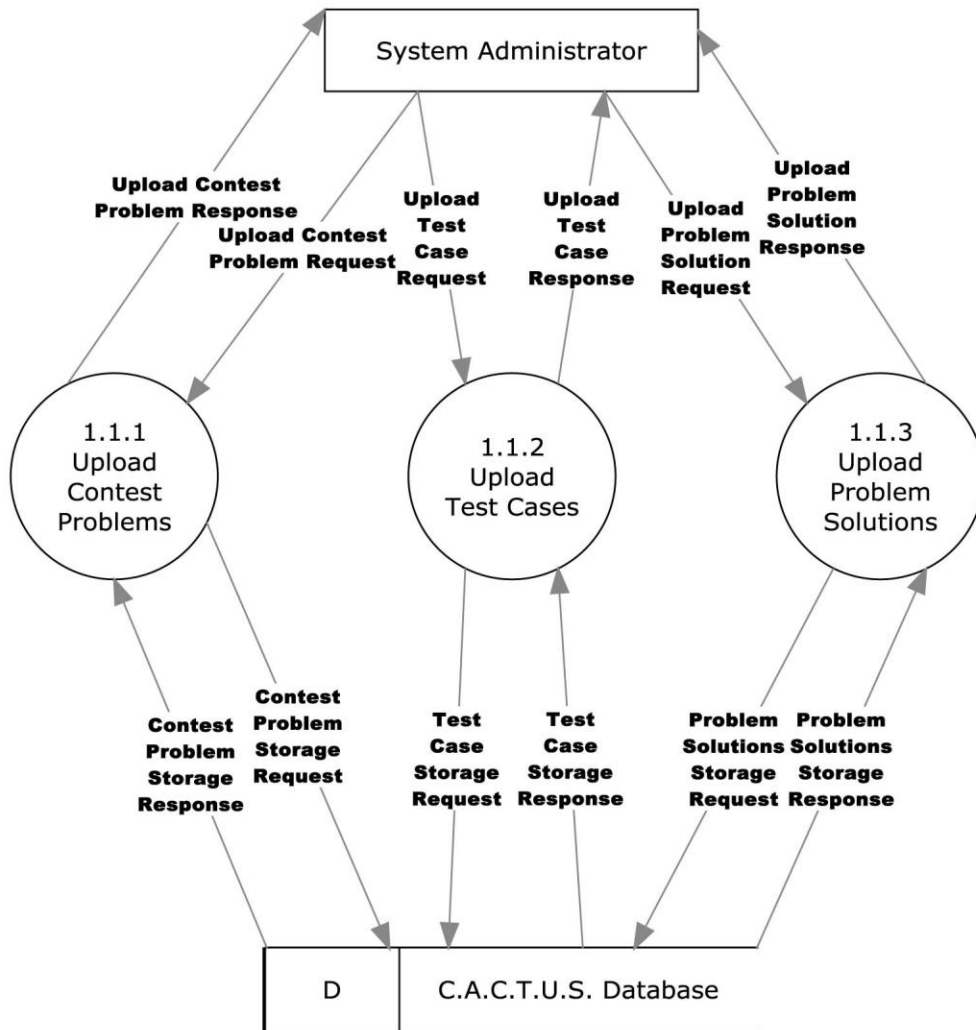 System Administrator
Upload Contest
Problem Response
Upload Contest
Problem Request
Upload
Test
Case
Request
Upload
Test
Case
Response
Upload
Problem
Solution
Request
Upload
Problem
Solution
Response
1.1.1
Upload
Contest
Problems
1.1.2
Upload
Test Cases
1.1.3
Upload
Problem
Solutions
Contest
Problem
Storage
Response
Contest
Problem
Storage
Request
Test
Case
Storage
Request
Test
Case
Storage
Response
Problem
Solutions
Storage
Request
Problem
Solutions
Storage
Response
D
C.A.C.T.U.S. Database